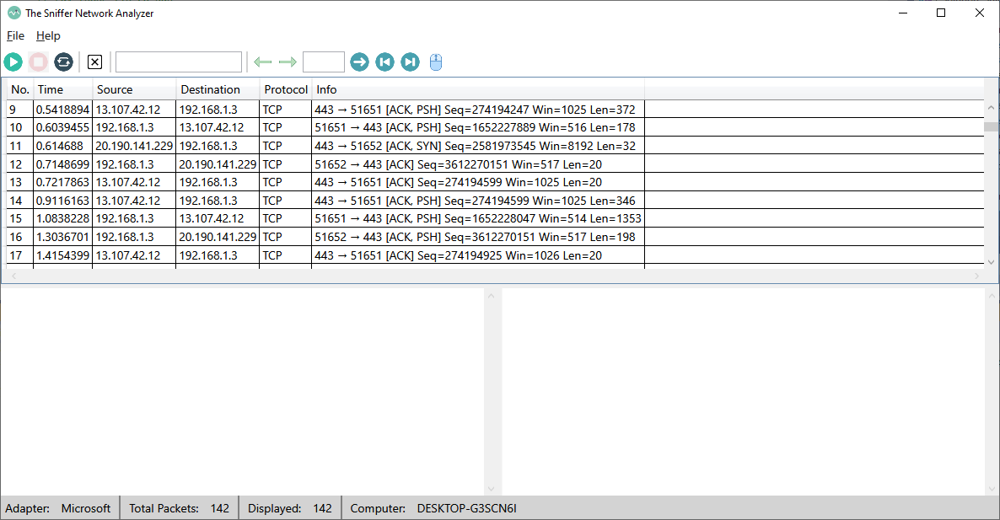 The Sniffer Network Analyzer
File Help
No. Time Source Destination Protocol Info
9 0.5418894 13.107.42.12 192.168.1.3 TCP 443 → 51651 [ACK, PSH] Seq=274194247 Win=1025 Len=372
10 0.6039455 192.168.1.3 13.107.42.12 TCP 51651 → 443 [ACK, PSH] Seq=1652227889 Win=516 Len=178
11 0.614688 20.190.141.229 192.168.1.3 TCP 443 → 51652 [ACK, SYN] Seq=2581973545 Win=8192 Len=32
12 0.7148699 192.168.1.3 20.190.141.229 TCP 51652 → 443 [ACK] Seq=3612270151 Win=517 Len=20
13 0.7217863 13.107.42.12 192.168.1.3 TCP 443 → 51651 [ACK] Seq=274194599 Win=1025 Len=20
14 0.9116163 13.107.42.12 192.168.1.3 TCP 443 → 51651 [ACK, PSH] Seq=274194599 Win=1025 Len=346
15 1.0838228 192.168.1.3 13.107.42.12 TCP 51651 → 443 [ACK, PSH] Seq=1652228047 Win=514 Len=1353
16 1.3036701 192.168.1.3 20.190.141.229 TCP 51652 → 443 [ACK, PSH] Seq=3612270151 Win=517 Len=198
17 1.4154399 13.107.42.12 192.168.1.3 TCP 443 → 51651 [ACK] Seq=274194925 Win=1026 Len=20
Adapter: Microsoft Total Packets: 142 Displayed: 142 Computer: DESKTOP-G3SCN6I